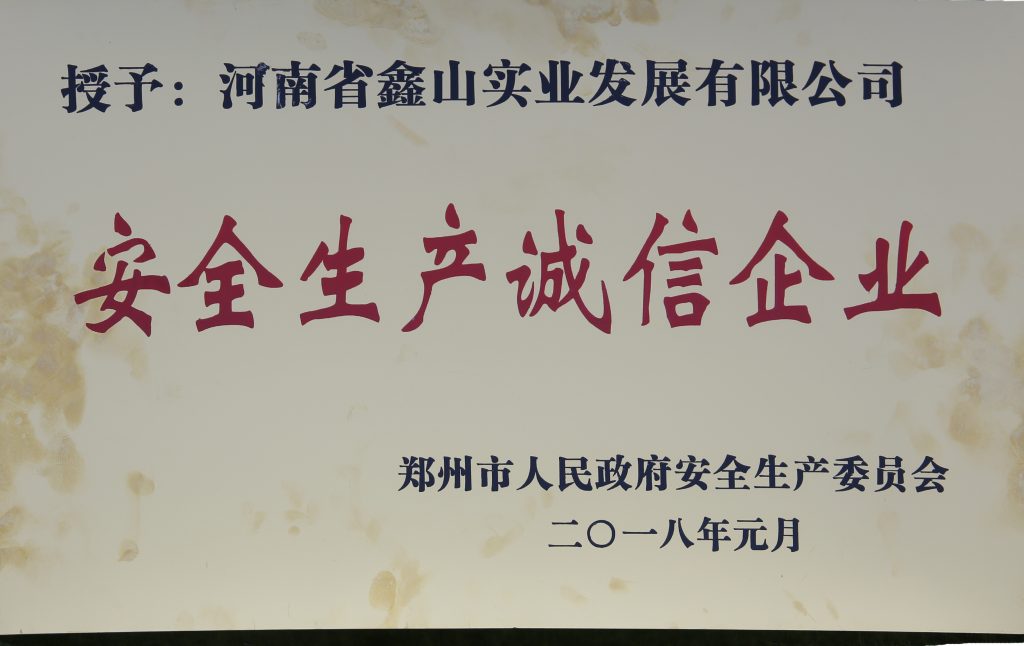 授予：河南省鑫山实业发展有限公司
安全生产诚信企业
郑州市人民政府安全生产委员会
二〇一八年元月